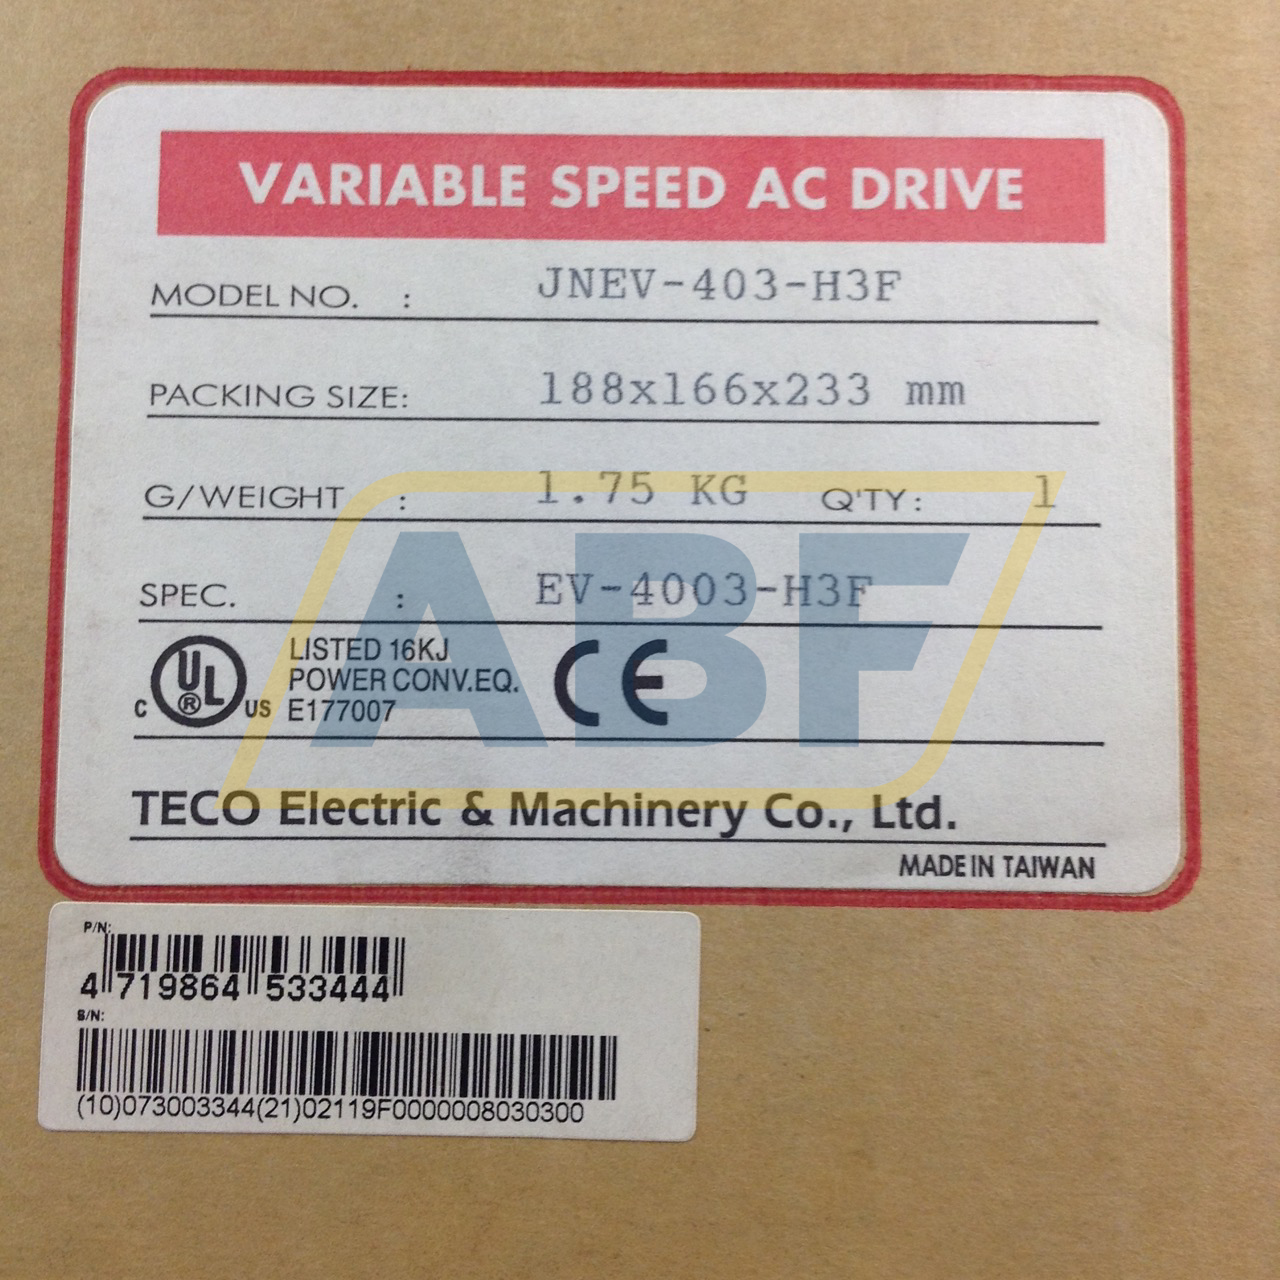 VARIABLE SPEED AC DRIVE
MODEL NO. : JNEV-403-H3F
PACKING SIZE: 188x166x233 mm
G/WEIGHT : 1.75 KG Q'TY: 1
SPEC. : EV-4003-H3F
C UL ® US
LISTED 16KJ
POWER CONV.EQ.
E177007
CE
ABF
TECO Electric & Machinery Co., Ltd.
MADE IN TAIWAN
P/N:
4 719864 533444
S/N:
(10)073003344(21)02119F0000008030300